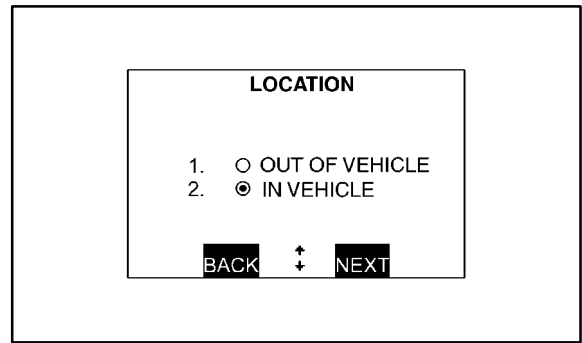 LOCATION
1. OUT OF VEHICLE
2. IN VEHICLE
BACK NEXT